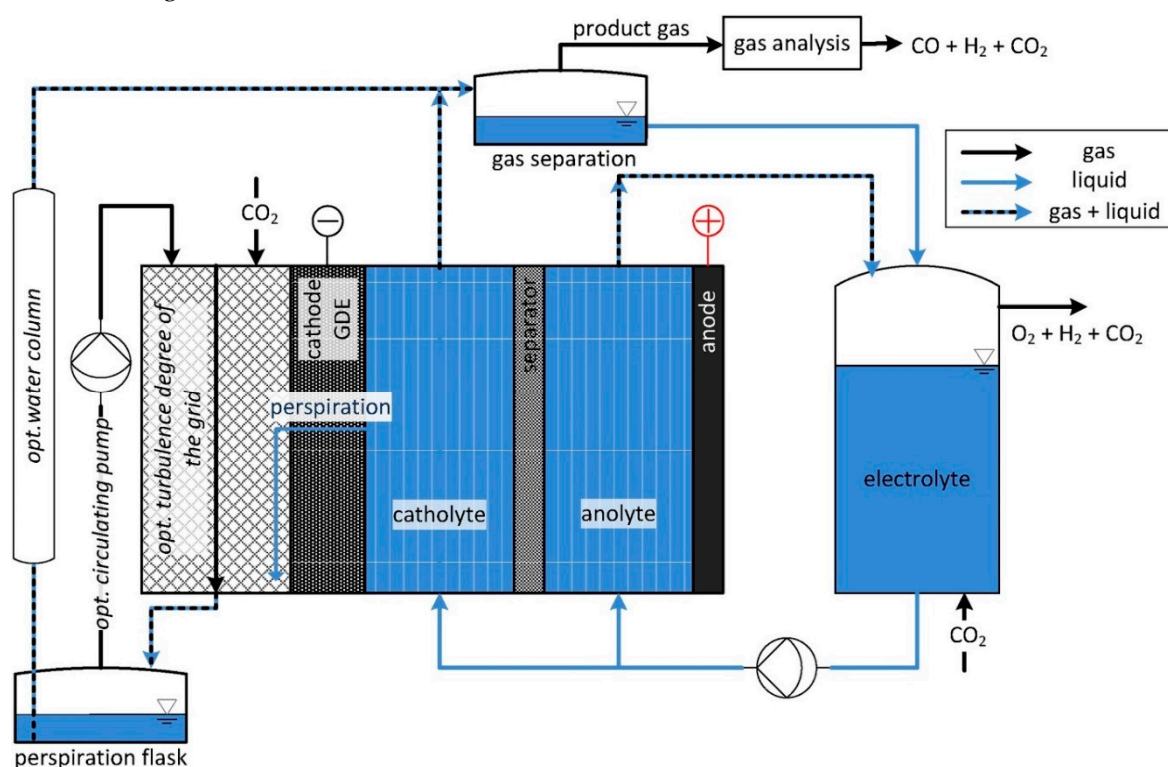 product gas
gas analysis
CO + H₂ + CO₂
gas separation
gas
liquid
gas + liquid
CO₂
−
+
opt.water column
opt. circulating pump
opt. turbulence degree of
the grid
cathode
GDE
perspiration
catholyte
separator
anolyte
anode
O₂ + H₂ + CO₂
electrolyte
CO₂
perspiration flask